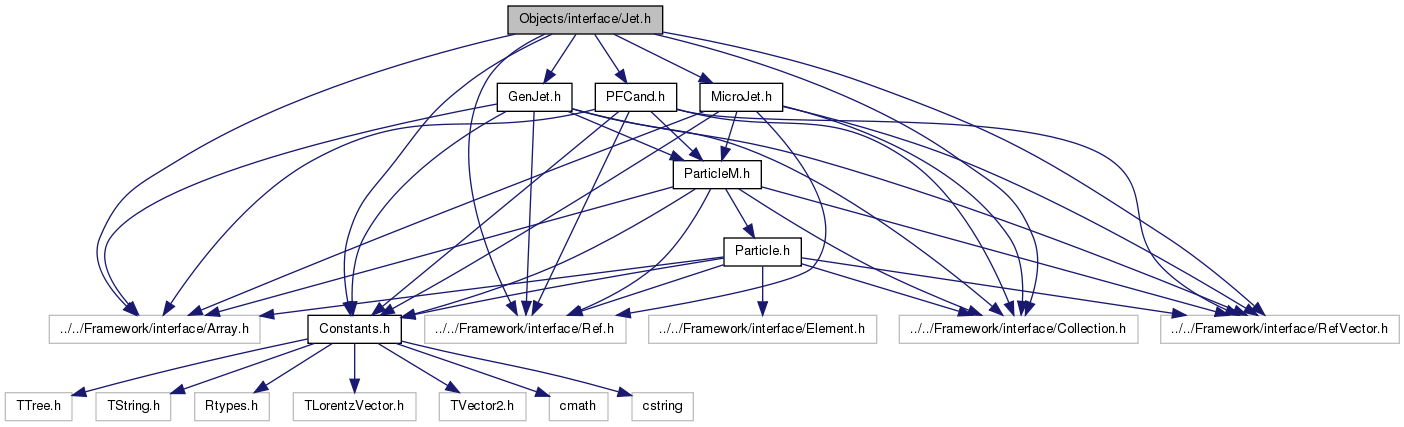 Objects/interface/Jet.h
GenJet.h
PFCand.h
MicroJet.h
ParticleM.h
Particle.h
../../Framework/interface/Array.h
Constants.h
../../Framework/interface/Ref.h
../../Framework/interface/Element.h
../../Framework/interface/Collection.h
../../Framework/interface/RefVector.h
TTree.h
TString.h
Rtypes.h
TLorentzVector.h
TVector2.h
cmath
cstring